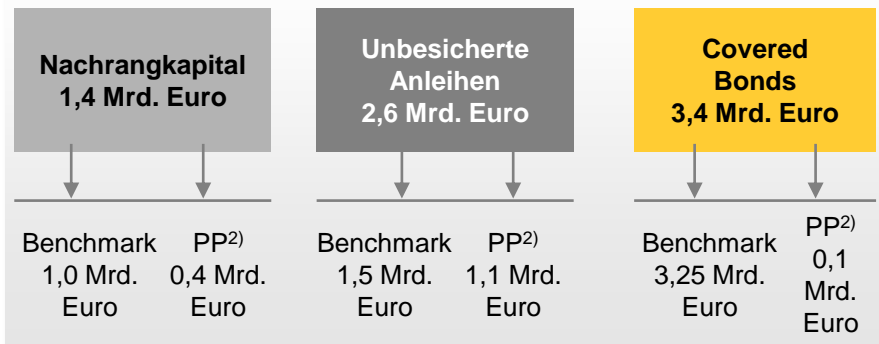 Nachrangkapital
1,4 Mrd. Euro
Unbesicherte
Anleihen
2,6 Mrd. Euro
Covered
Bonds
3,4 Mrd. Euro
Benchmark
1,0 Mrd.
Euro
PP2)
0,4 Mrd.
Euro
Benchmark
1,5 Mrd.
Euro
PP2)
1,1 Mrd.
Euro
Benchmark
3,25 Mrd.
Euro
PP2)
0,1
Mrd.
Euro